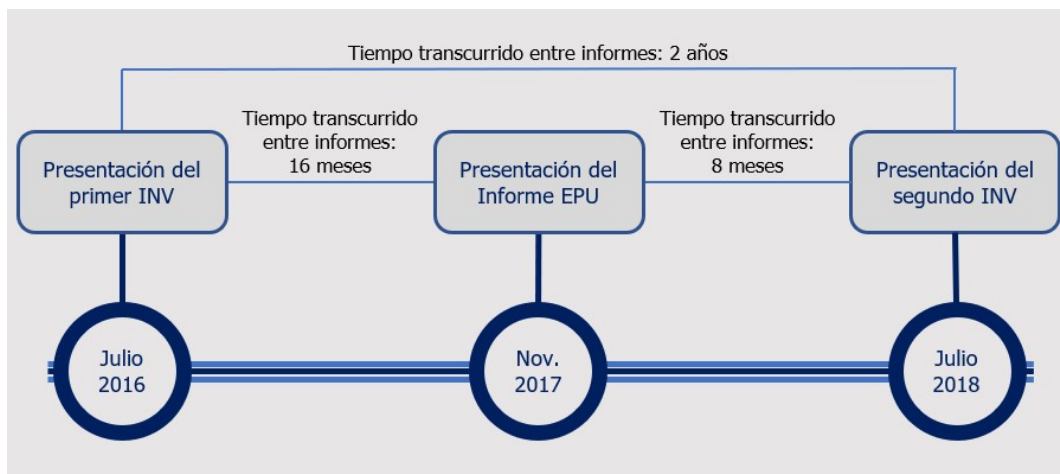 Tiempo transcurrido entre informes: 2 años
Tiempo transcurrido
entre informes:
16 meses
Tiempo transcurrido
entre informes:
8 meses
Presentación del
primer INV
Presentación del
Informe EPU
Presentación del
segundo INV
Julio
2016
Nov.
2017
Julio
2018